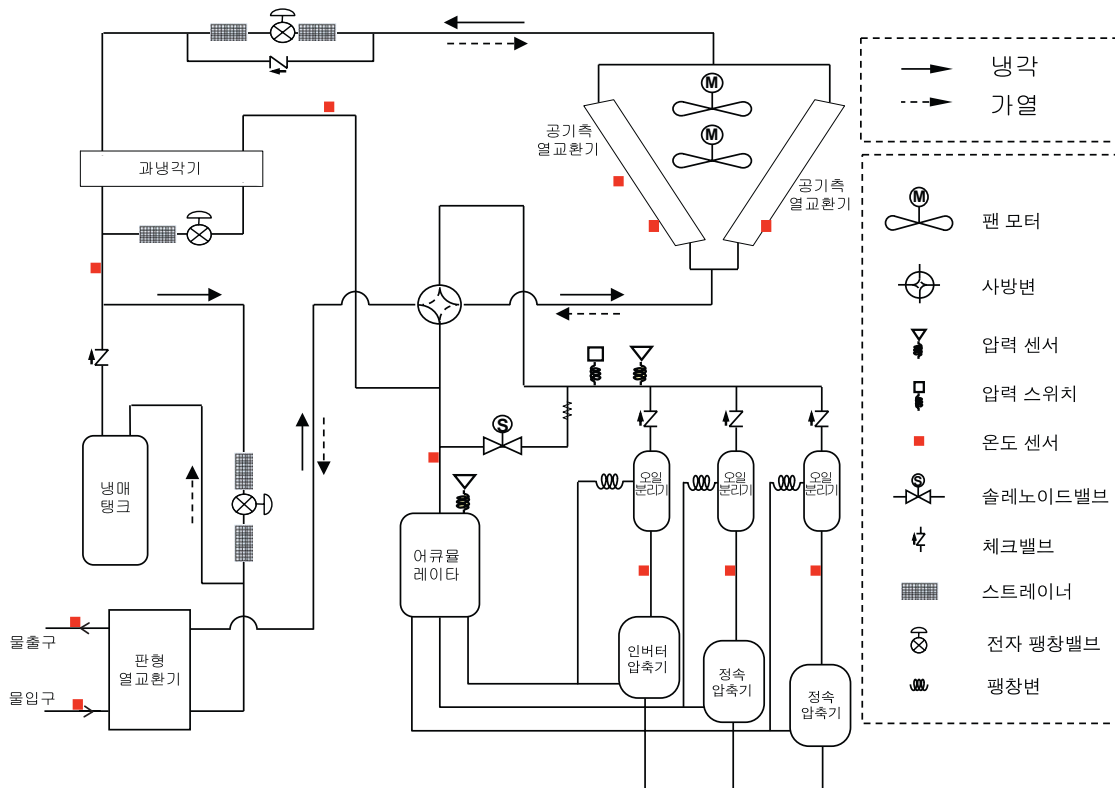 냉각
가열
M
M
공기측
열교환기
공기측
열교환기
과냉각기
M
팬 모터
사방변
압력 센서
압력 스위치
온도 센서
S
솔레노이드밸브
체크밸브
스트레이너
전자 팽창밸브
팽창변
S
냉매
탱크
오일
분리기
오일
분리기
오일
분리기
어큐뮬
레이타
물출구
판형
열교환기
물입구
인버터
압축기
정속
압축기
정속
압축기